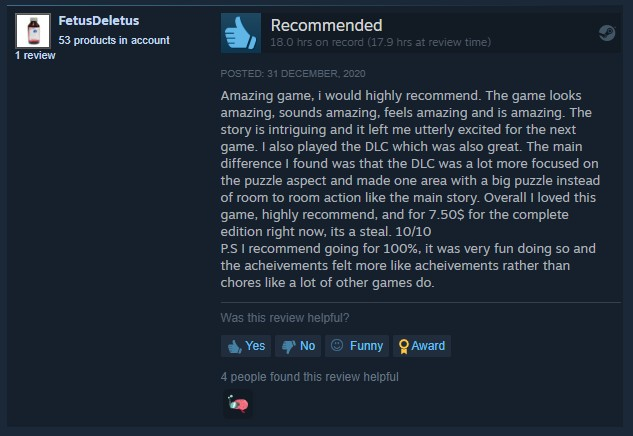 FetusDeletus
53 products in account
1 review
Recommended
18.0 hrs on record (17.9 hrs at review time)
POSTED: 31 DECEMBER, 2020
Amazing game, i would highly recommend. The game looks
amazing, sounds amazing, feels amazing and is amazing. The
story is intriguing and it left me utterly excited for the next
game. I also played the DLC which was also great. The main
difference I found was that the DLC was a lot more focused on
the puzzle aspect and made one area with a big puzzle instead
of room to room action like the main story. Overall I loved this
game, highly recommend, and for 7.50$ for the complete
edition right now, its a steal. 10/10
P.S I recommend going for 100%, it was very fun doing so and
the acheivements felt more like acheivements rather than
chores like a lot of other games do.
Was this review helpful?
Yes No Funny Award
4 people found this review helpful